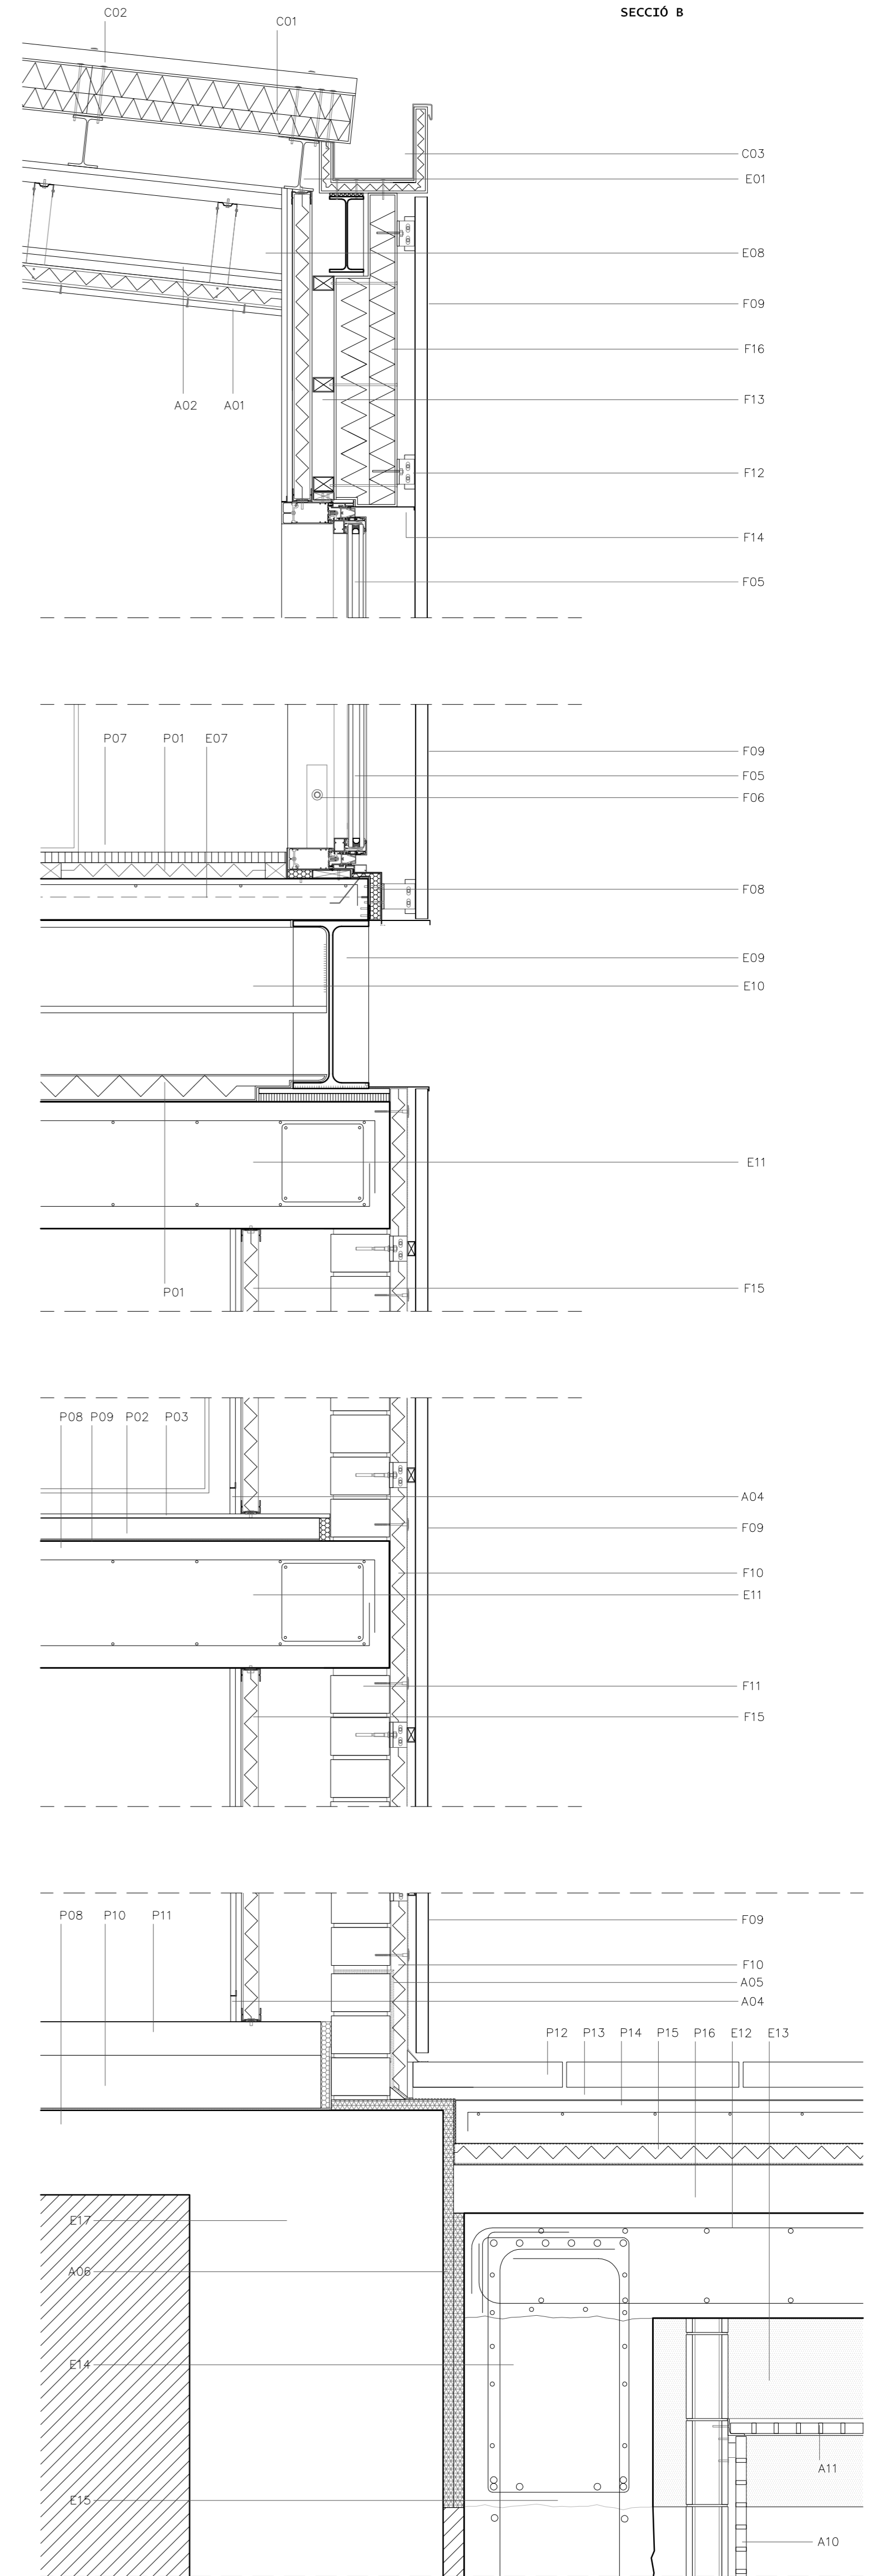 SECCIÓ B
C02
C01
C03
E01
E08
F09
F16
F13
A02 A01
F12
F14
F05
P07 P01 E07
F09
F05
F06
F08
E09
E10
E11
P01
F15
P08 P09 P02 P03
A04
F09
F10
E11
F11
F15
P08 P10 P11
F09
F10
A05
A04
P12 P13 P14 P15 P16 E12 E13
E17
A06
E14
A11
E15
A10